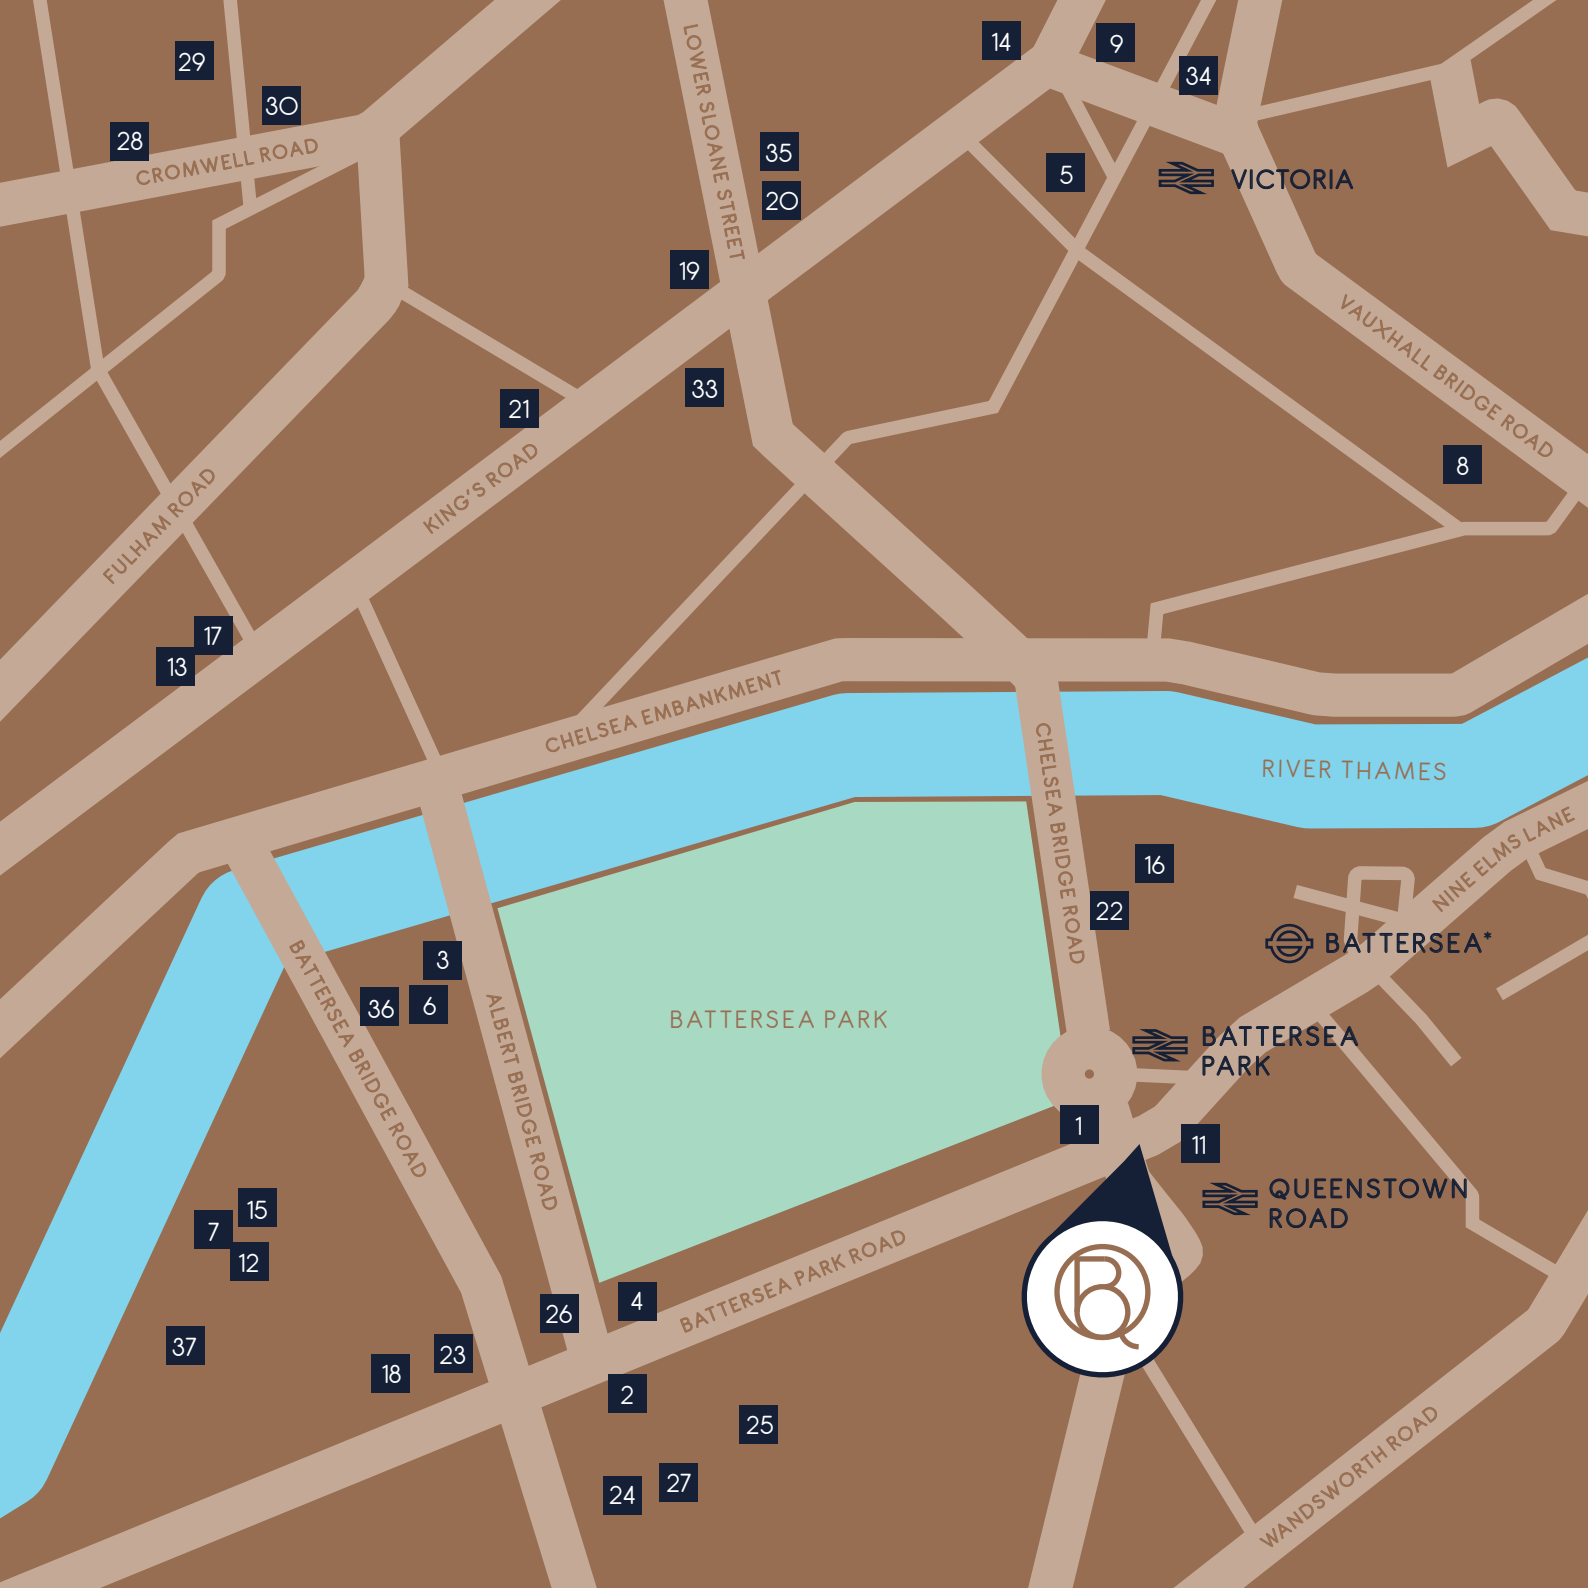 14
9
29
34
30
28
CROMWELL ROAD
LOWER SLOANE STREET
35
5
VICTORIA
20
19
VAUXHALL BRIDGE ROAD
33
21
8
KING'S ROAD
FULHAM ROAD
17
13
CHELSEA EMBANKMENT
RIVER THAMES
CHELSEA BRIDGE ROAD
NINE ELMS LANE
16
22
BATTERSEA*
3
36
6
BATTERSEA BRIDGE ROAD
ALBERT BRIDGE ROAD
BATTERSEA PARK
BATTERSEA
PARK
1
11
QUEENSTOWN
ROAD
15
7
12
BATTERSEA PARK ROAD
4
26
BQ
37
23
18
2
25
27
24
WANDSWORTH ROAD